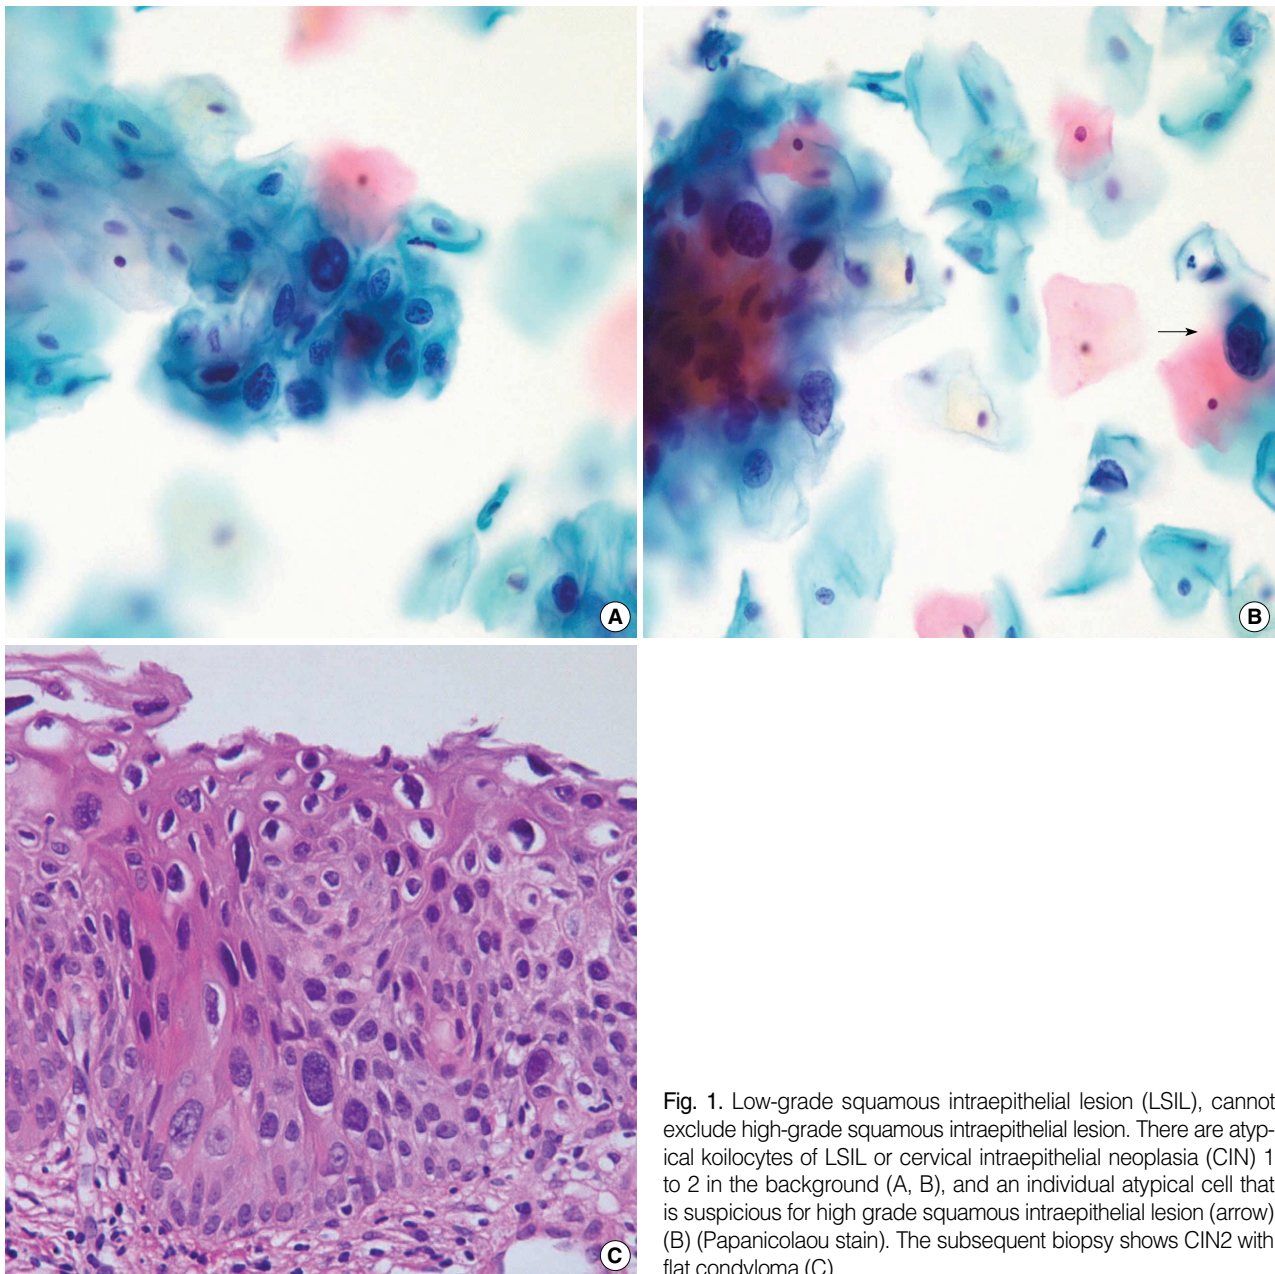 A
B
C
Fig. 1. Low-grade squamous intraepithelial lesion (LSIL), cannot
exclude high-grade squamous intraepithelial lesion. There are atyp-
ical koilocytes of LSIL or cervical intraepithelial neoplasia (CIN) 1
to 2 in the background (A, B), and an individual atypical cell that
is suspicious for high grade squamous intraepithelial lesion (arrow)
(B) (Papanicolaou stain). The subsequent biopsy shows CIN2 with
flat condyloma (C)